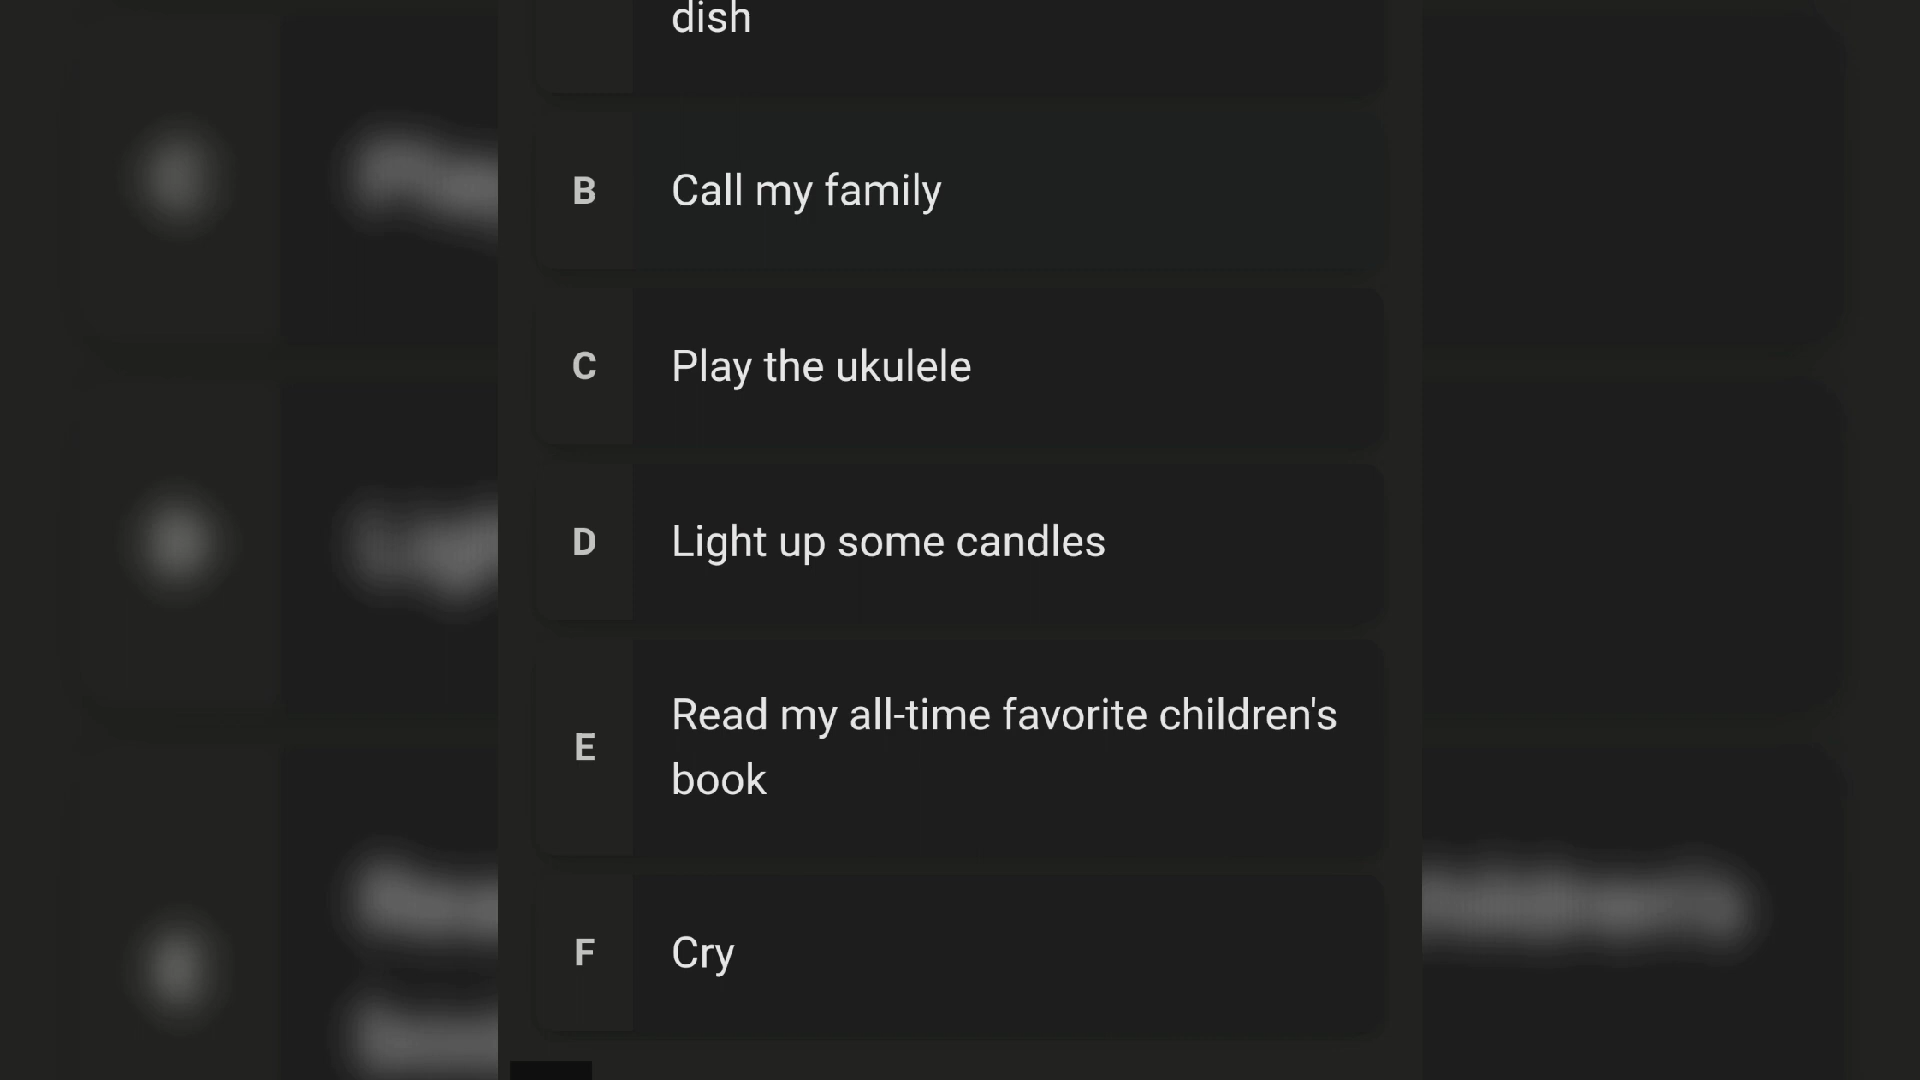 dish
B
Call my family
C
Play the ukulele
D
Light up some candles
E
Read my all-time favorite children's
book
F
Cry